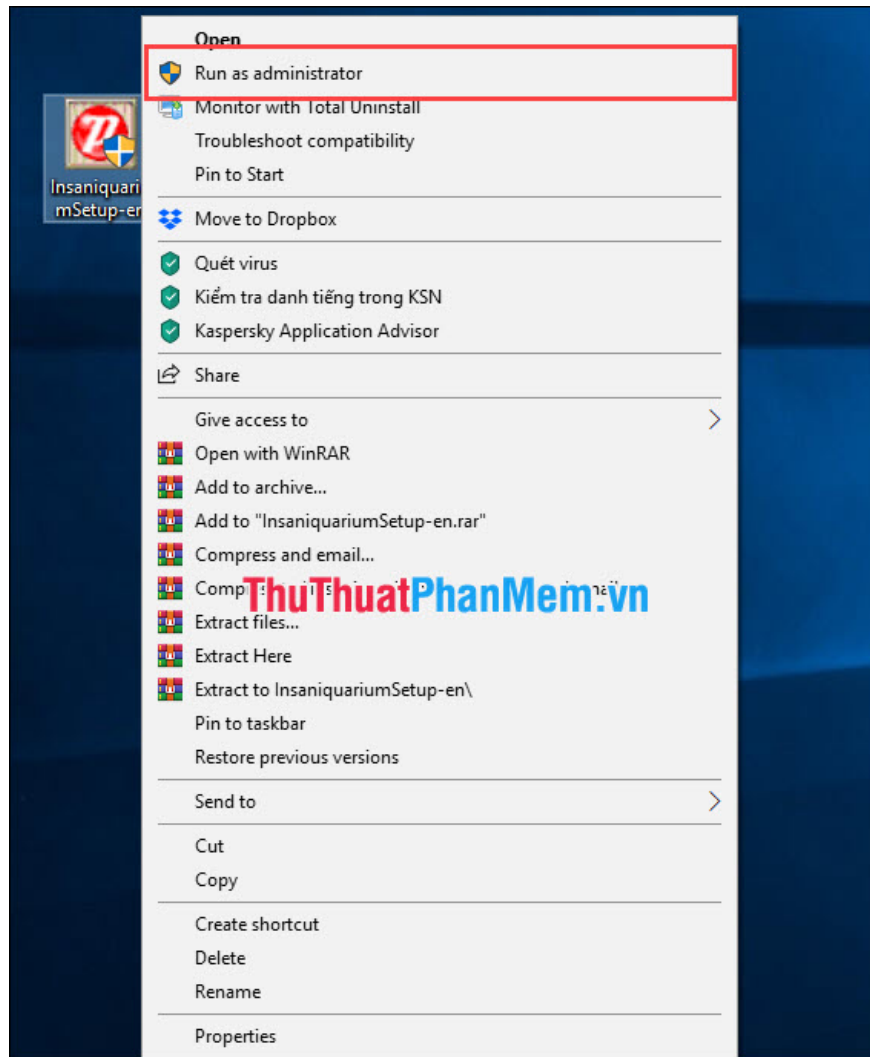 Open
Run as administrator
Monitor with Total Uninstall
Troubleshoot compatibility
Pin to Start
Insaniquari
mSetup-en
Move to Dropbox
Quét virus
Kiểm tra danh tiếng trong KSN
Kaspersky Application Advisor
Share
Give access to
Open with WinRAR
Add to archive...
Add to "InsaniquariumSetup-en.rar"
Compress and email...
ThuThuatPhanMem.vn
Extract files...
Extract Here
Extract to InsaniquariumSetup-en\
Pin to taskbar
Restore previous versions
Send to
Cut
Copy
Create shortcut
Delete
Rename
Properties